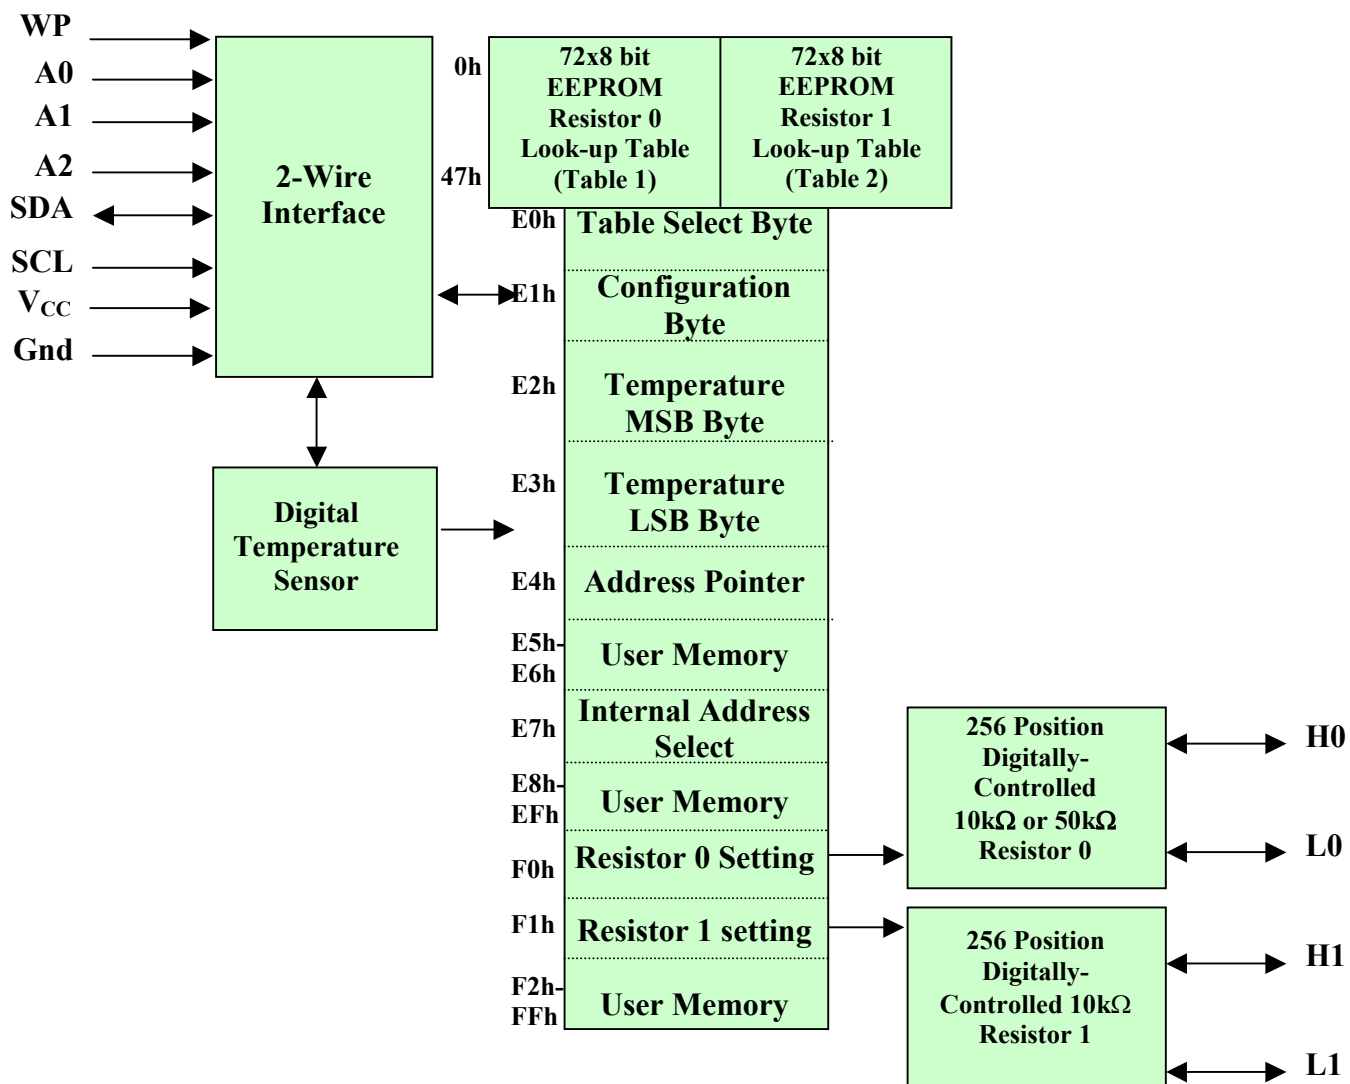 WP
A0
A1
A2
SDA
SCL
VCC
Gnd
2-Wire
Interface
Digital
Temperature
Sensor
0h
47h
72x8 bit
EEPROM
Resistor 0
Look-up Table
(Table 1)
72x8 bit
EEPROM
Resistor 1
Look-up Table
(Table 2)
E0h
Table Select Byte
E1h
Configuration
Byte
E2h
Temperature
MSB Byte
E3h
Temperature
LSB Byte
E4h
Address Pointer
E5h-
E6h
User Memory
E7h
Internal Address
Select
E8h-
EFh
User Memory
F0h
Resistor 0 Setting
F1h
Resistor 1 setting
F2h-
FFh
User Memory
256 Position
Digitally-
Controlled
10kΩ or 50kΩ
Resistor 0
H0
L0
256 Position
Digitally-
Controlled 10kΩ
Resistor 1
H1
L1